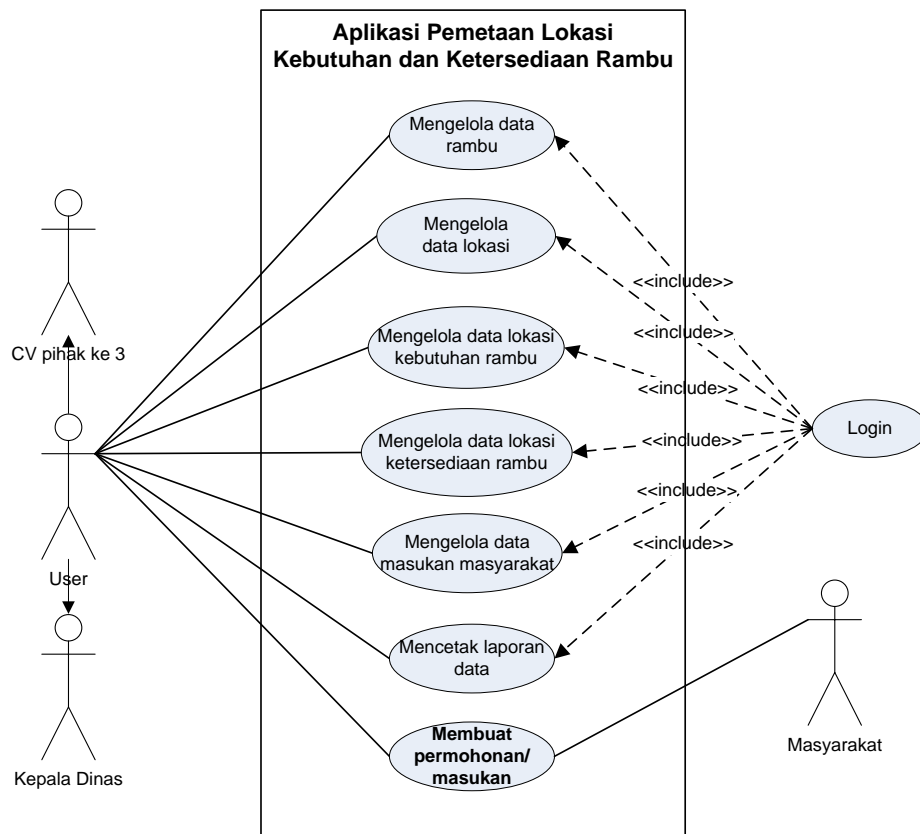 Aplikasi Pemetaan Lokasi
Kebutuhan dan Ketersediaan Rambu
Mengelola data
rambu
Mengelola
data lokasi
<<include>>
<<include>>
CV pihak ke 3
Mengelola data lokasi
kebutuhan rambu
<<include>>
Mengelola data lokasi
ketersediaan rambu
<<include>>
Login
<<include>>
Mengelola data
masukan masyarakat
<<include>>
User
Mencetak laporan
data
Membuat
permohonan/
masukan
Masyarakat
Kepala Dinas